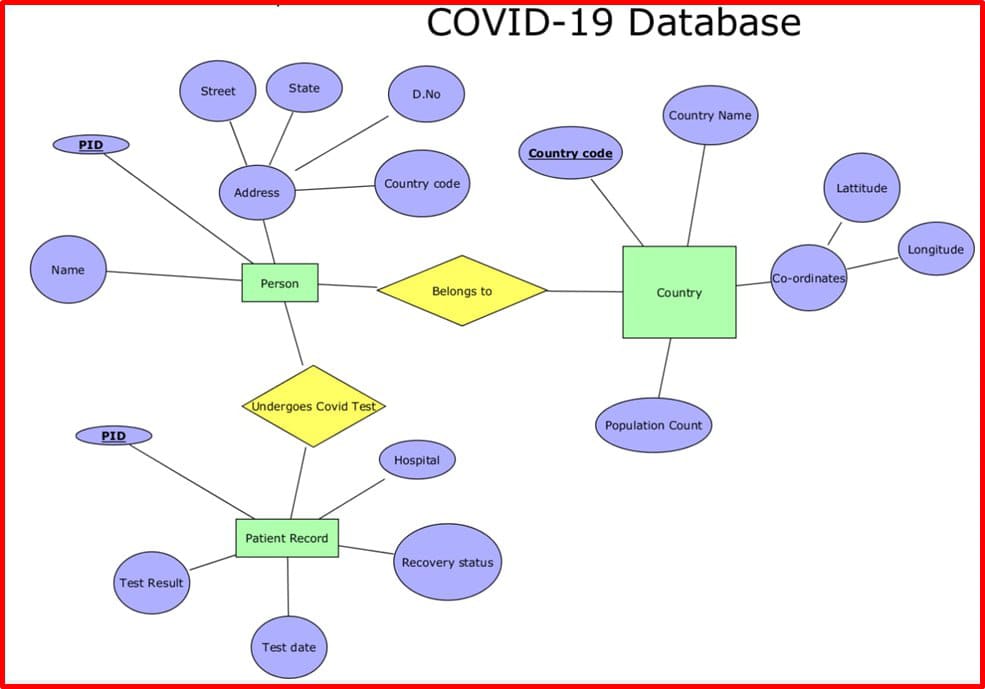 COVID-19 Database
Street
State
D.No
Country Name
PID
Country code
Country code
Address
Lattitude
Longitude
Name
Person
Belongs to
Country
Co-ordinates
Undergoes Covid Test
Population Count
PID
Hospital
Patient Record
Recovery status
Test Result
Test date